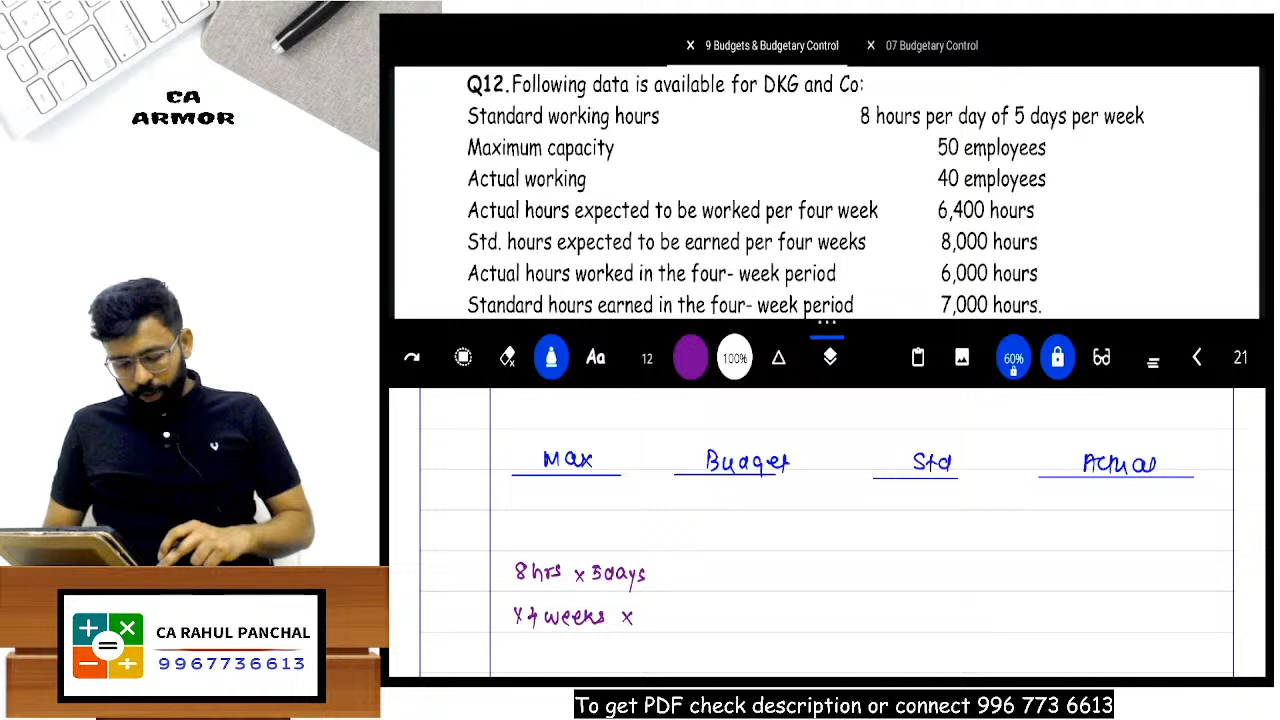 CA
ARMOR
× 9 Budgets & Budgetary Control × 07 Budgetary Control
Q12.Following data is available for DKG and Co:
Standard working hours 8 hours per day of 5 days per week
Maximum capacity 50 employees
Actual working 40 employees
Actual hours expected to be worked per four week 6,400 hours
Std. hours expected to be earned per four weeks 8,000 hours
Actual hours worked in the four- week period 6,000 hours
Standard hours earned in the four- week period 7,000 hours.
Aa 12 100% 60% 21
Max Budget Std Actual
8hrs × 5days
× 4 weeks ×
CA RAHUL PANCHAL
9967736613
To get PDF check description or connect 996 773 6613